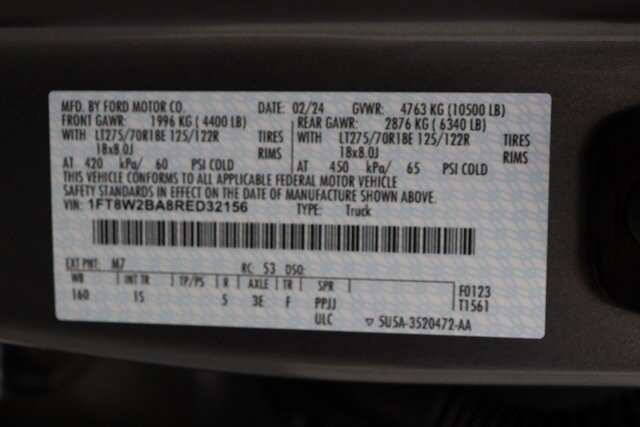 MFD. BY FORD MOTOR CO. DATE: 02/24 GVWR: 4763 KG (10500 LB)
FRONT GAWR: 1996 KG (4400 LB) REAR GAWR: 2876 KG (6340 LB)
WITH LT275/70R18E 125/122R TIRES WITH LT275/70R18E 125/122R TIRES
18x8.0J RIMS 18x8.0J RIMS
AT 420 kPa/ 60 PSI COLD AT 450 kPa/ 65 PSI COLD
THIS VEHICLE CONFORMS TO ALL APPLICABLE FEDERAL MOTOR VEHICLE
SAFETY STANDARDS IN EFFECT ON THE DATE OF MANUFACTURE SHOWN ABOVE
VIN: 1FT8W2BA8RED32156 TYPE: Truck
EXT PNT: M7 RC: 53 DSO:
WB INT TR TP/PS R AXLE TR SPR F0123
160 15 5 3E F PPJJ T1561
ULC ▽ 5USA-3520472-AA